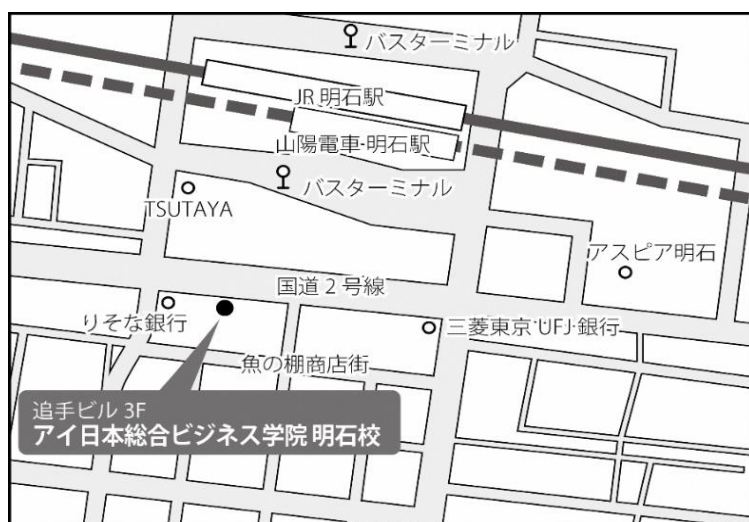 バスターミナル
JR 明石駅
山陽電車·明石駅
バスターミナル
TSUTAYA
アスピア明石
国道 2 号線
りそな銀行
三菱東京 UFJ 銀行
魚の棚商店街
追手ビル 3F
アイ日本総合ビジネス学院 明石校